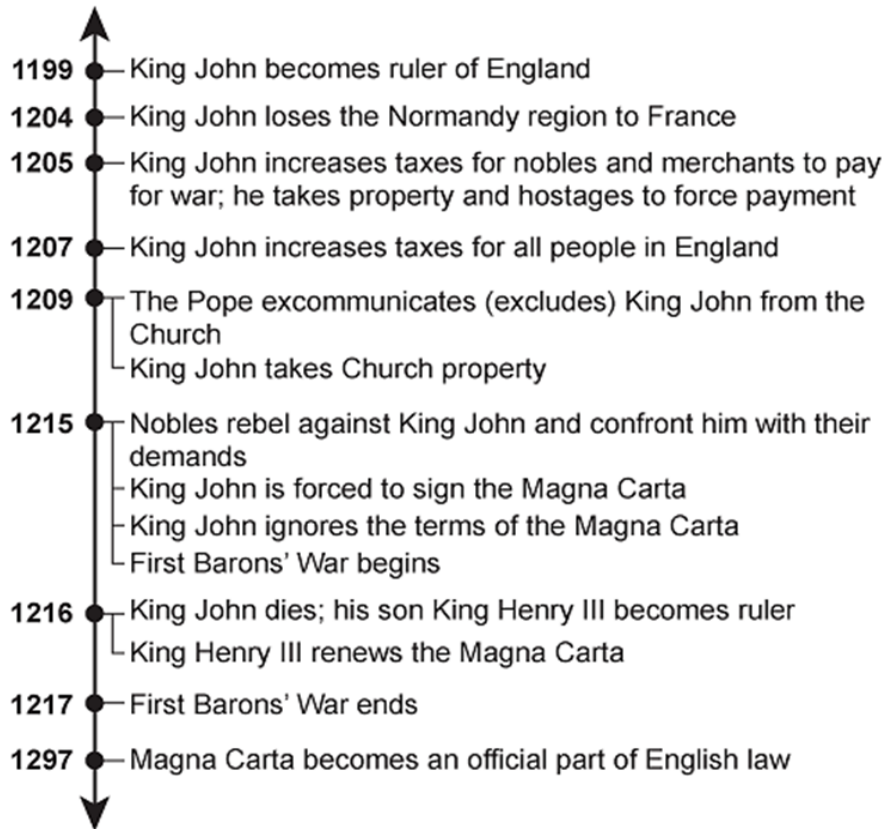 1199 King John becomes ruler of England
1204 King John loses the Normandy region to France
1205 King John increases taxes for nobles and merchants to pay
for war; he takes property and hostages to force payment
1207 King John increases taxes for all people in England
1209 The Pope excommunicates (excludes) King John from the
Church
King John takes Church property
1215 Nobles rebel against King John and confront him with their
demands
King John is forced to sign the Magna Carta
King John ignores the terms of the Magna Carta
First Barons' War begins
1216 King John dies; his son King Henry III becomes ruler
King Henry III renews the Magna Carta
1217 First Barons' War ends
1297 Magna Carta becomes an official part of English law